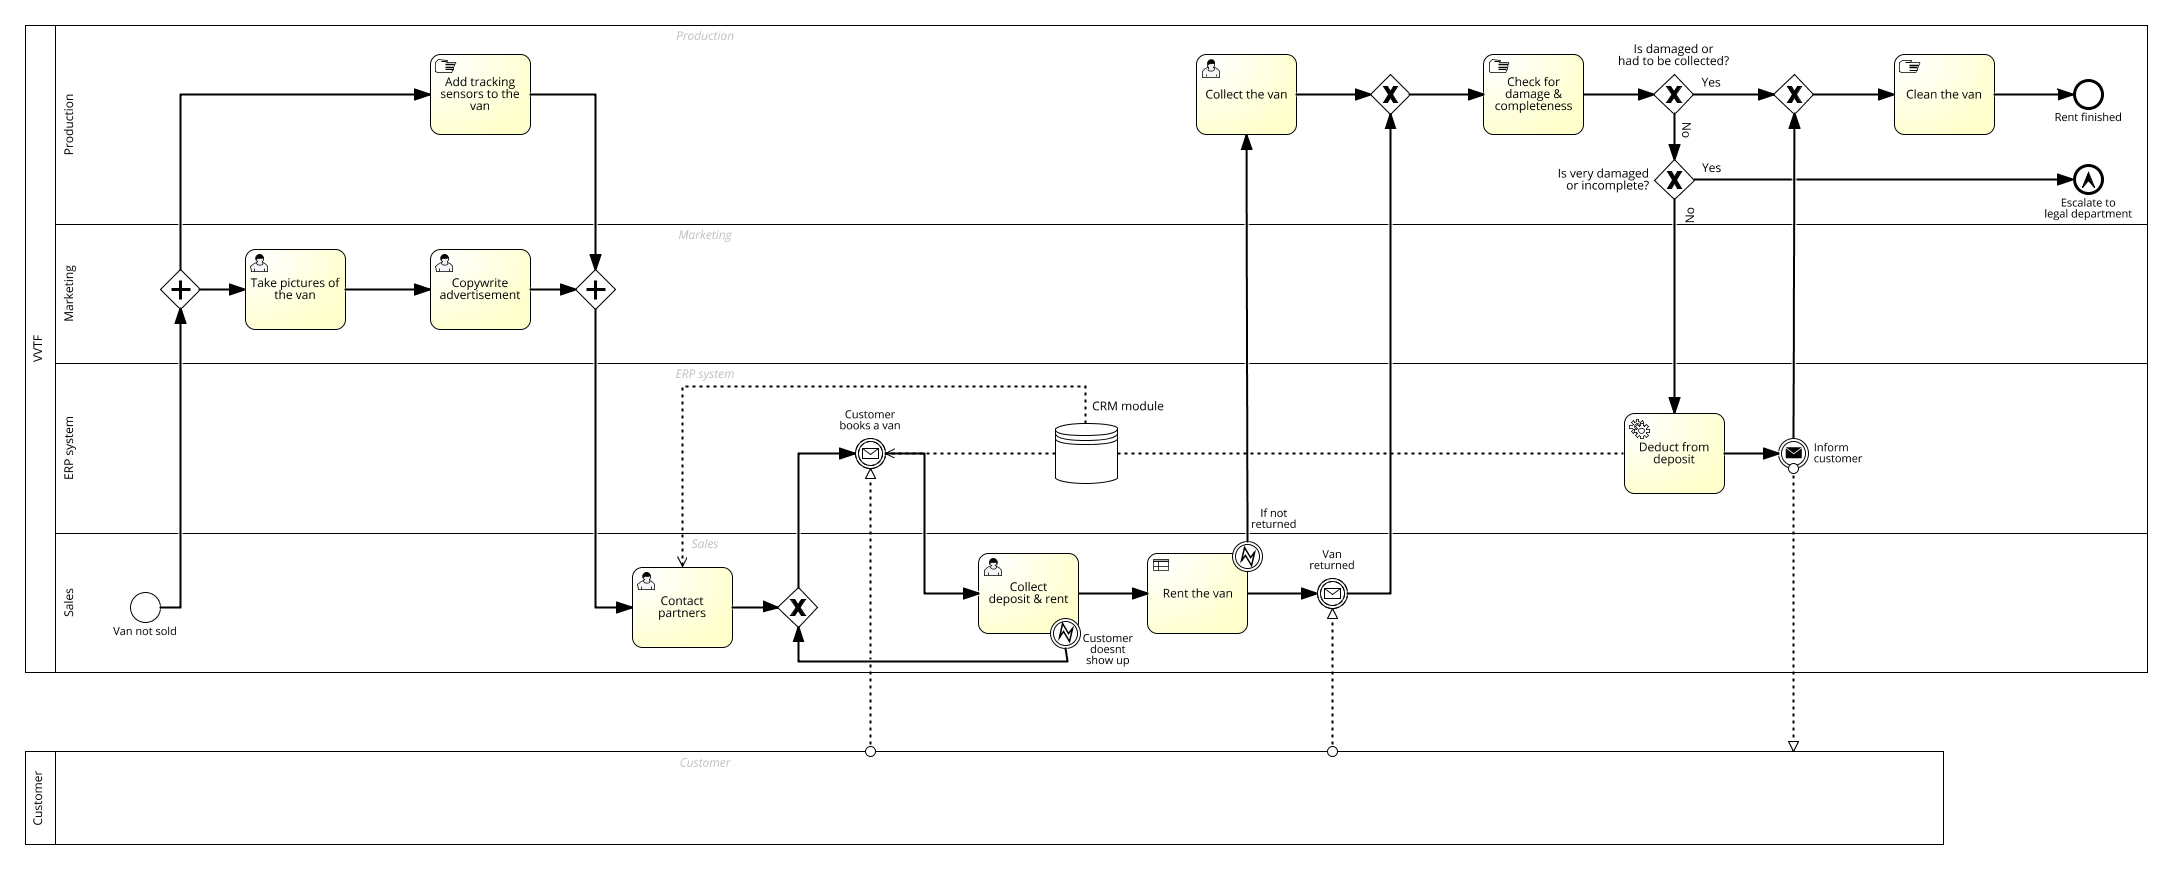 VVTF
Production
Production
Add tracking
sensors to the
van
Collect the van
Check for
damage &
completeness
Is damaged or
had to be collected?
Yes
No
Clean the van
Rent finished
Is very damaged
or incomplete?
Yes
No
Escalate to
legal department
Marketing
Marketing
Take pictures of
the van
Copywrite
advertisement
ERP system
ERP system
Customer
books a van
CRM module
Deduct from
deposit
Inform
customer
If not
returned
Sales
Sales
Van not sold
Contact
partners
Collect
deposit & rent
Customer
doesnt
show up
Rent the van
Van
returned
Customer
Customer